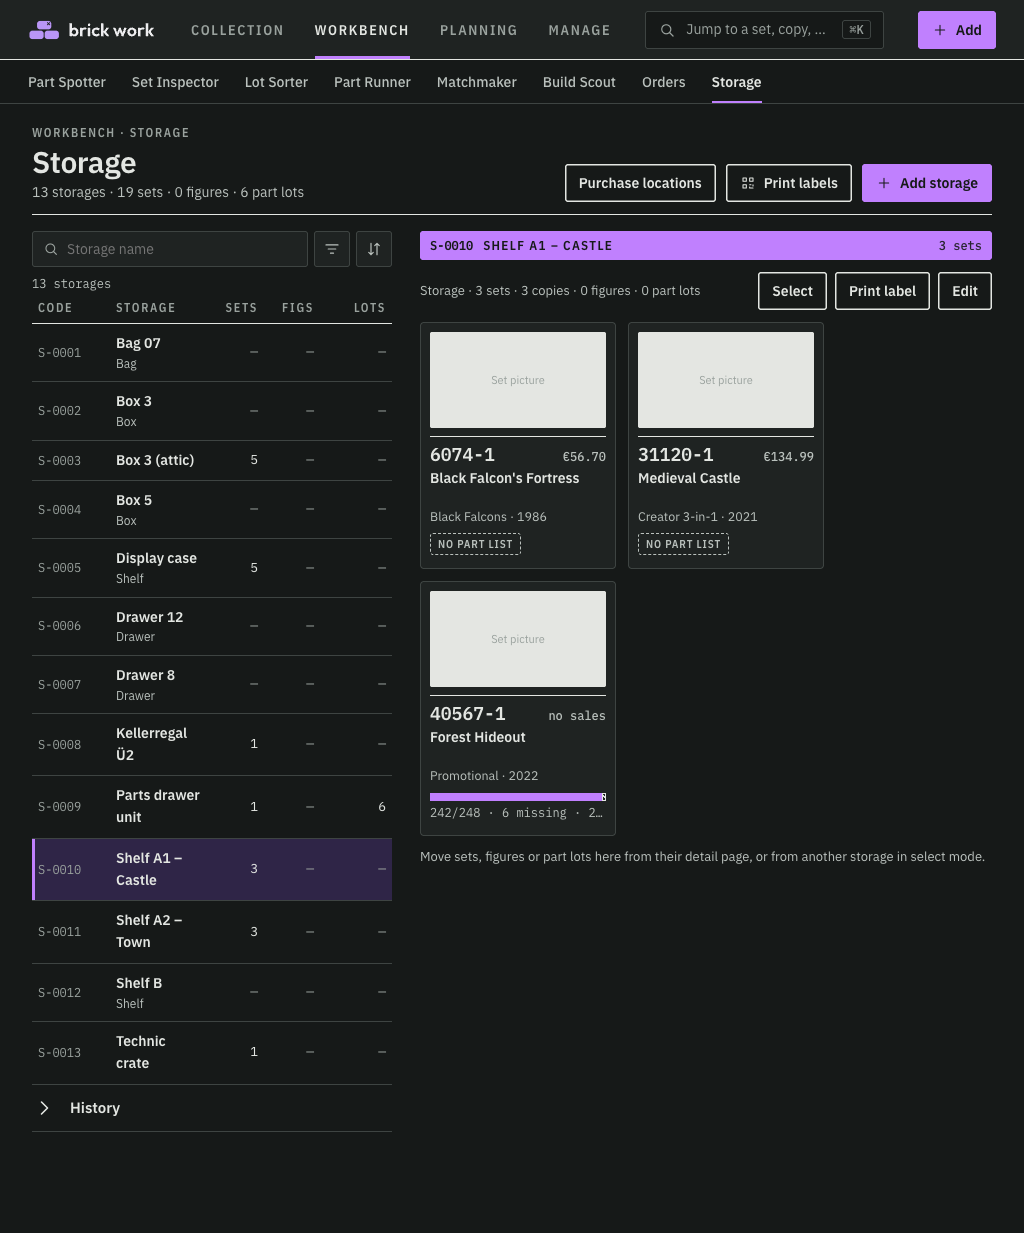 brick work
COLLECTION
WORKBENCH
PLANNING
MANAGE
Jump to a set, copy, ...
⌘K
Add
Part Spotter
Set Inspector
Lot Sorter
Part Runner
Matchmaker
Build Scout
Orders
Storage
WORKBENCH · STORAGE
Storage
13 storages · 19 sets · 0 figures · 6 part lots
Purchase locations
Print labels
Add storage
Storage name
13 storages
CODE STORAGE SETS FIGS LOTS
S-0001 Bag 07 — — —
Bag
S-0002 Box 3 — — —
Box
S-0003 Box 3 (attic) 5 — —
S-0004 Box 5 — — —
Box
S-0005 Display case 5 — —
Shelf
S-0006 Drawer 12 — — —
Drawer
S-0007 Drawer 8 — — —
Drawer
S-0008 Kellerregal Ü2 1 — —
S-0009 Parts drawer unit 1 — 6
S-0010 Shelf A1 – Castle 3 — —
S-0011 Shelf A2 – Town 3 — —
S-0012 Shelf B — — —
Shelf
S-0013 Technic crate 1 — —
History
S-0010 SHELF A1 – CASTLE 3 sets
Storage · 3 sets · 3 copies · 0 figures · 0 part lots
Select
Print label
Edit
Set picture
6074-1 €56.70
Black Falcon's Fortress
Black Falcons · 1986
NO PART LIST
Set picture
31120-1 €134.99
Medieval Castle
Creator 3-in-1 · 2021
NO PART LIST
Set picture
40567-1 no sales
Forest Hideout
Promotional · 2022
242/248 · 6 missing · 2…
Move sets, figures or part lots here from their detail page, or from another storage in select mode.